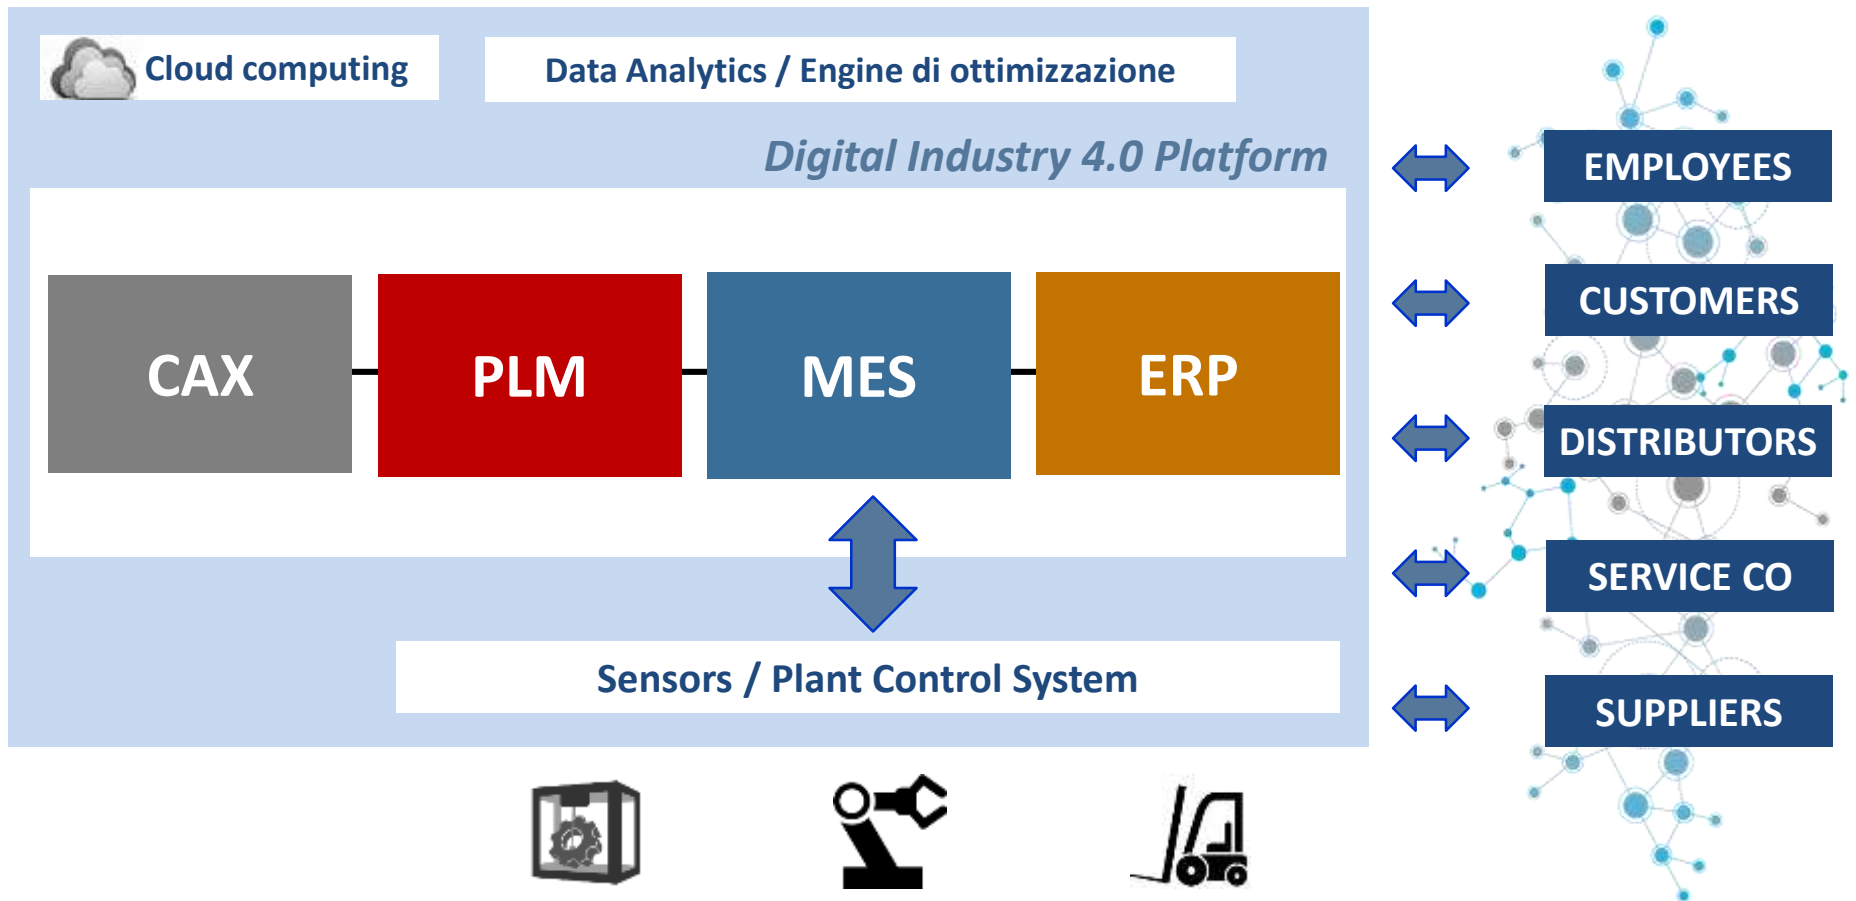 Cloud computing
Data Analytics / Engine di ottimizzazione
Digital Industry 4.0 Platform
CAX
PLM
MES
ERP
Sensors / Plant Control System
EMPLOYEES
CUSTOMERS
DISTRIBUTORS
SERVICE CO
SUPPLIERS